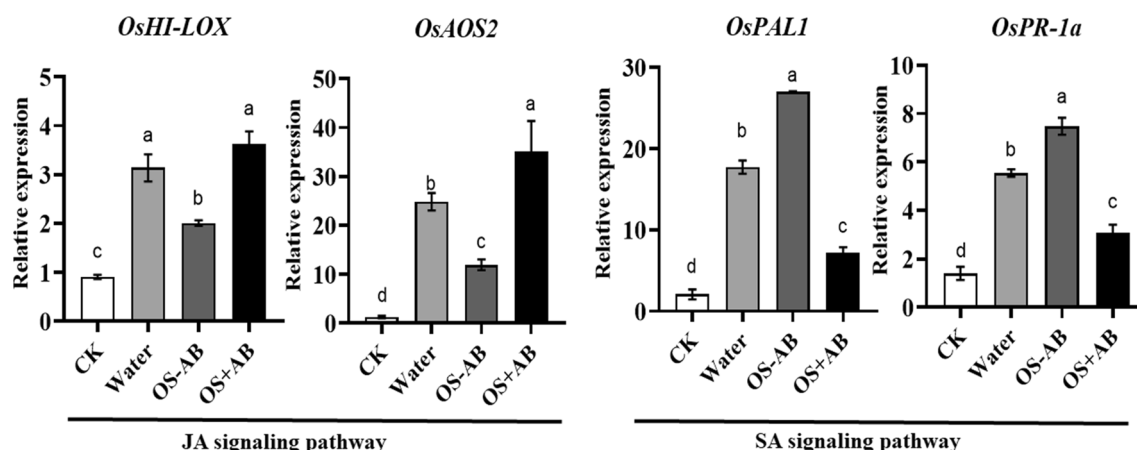 OsHI-LOX
OsAOS2
OsPAL1
OsPR-1a
Relative expression
5
4
3
2
1
0
c
a
b
a
CK
Water
OS-AB
OS+AB
Relative expression
50
40
30
20
10
0
d
b
c
a
CK
Water
OS-AB
OS+AB
JA signaling pathway
Relative expression
30
20
10
0
d
b
a
c
CK
Water
OS-AB
OS+AB
Relative expression
10
8
6
4
2
0
d
b
a
c
CK
Water
OS-AB
OS+AB
SA signaling pathway